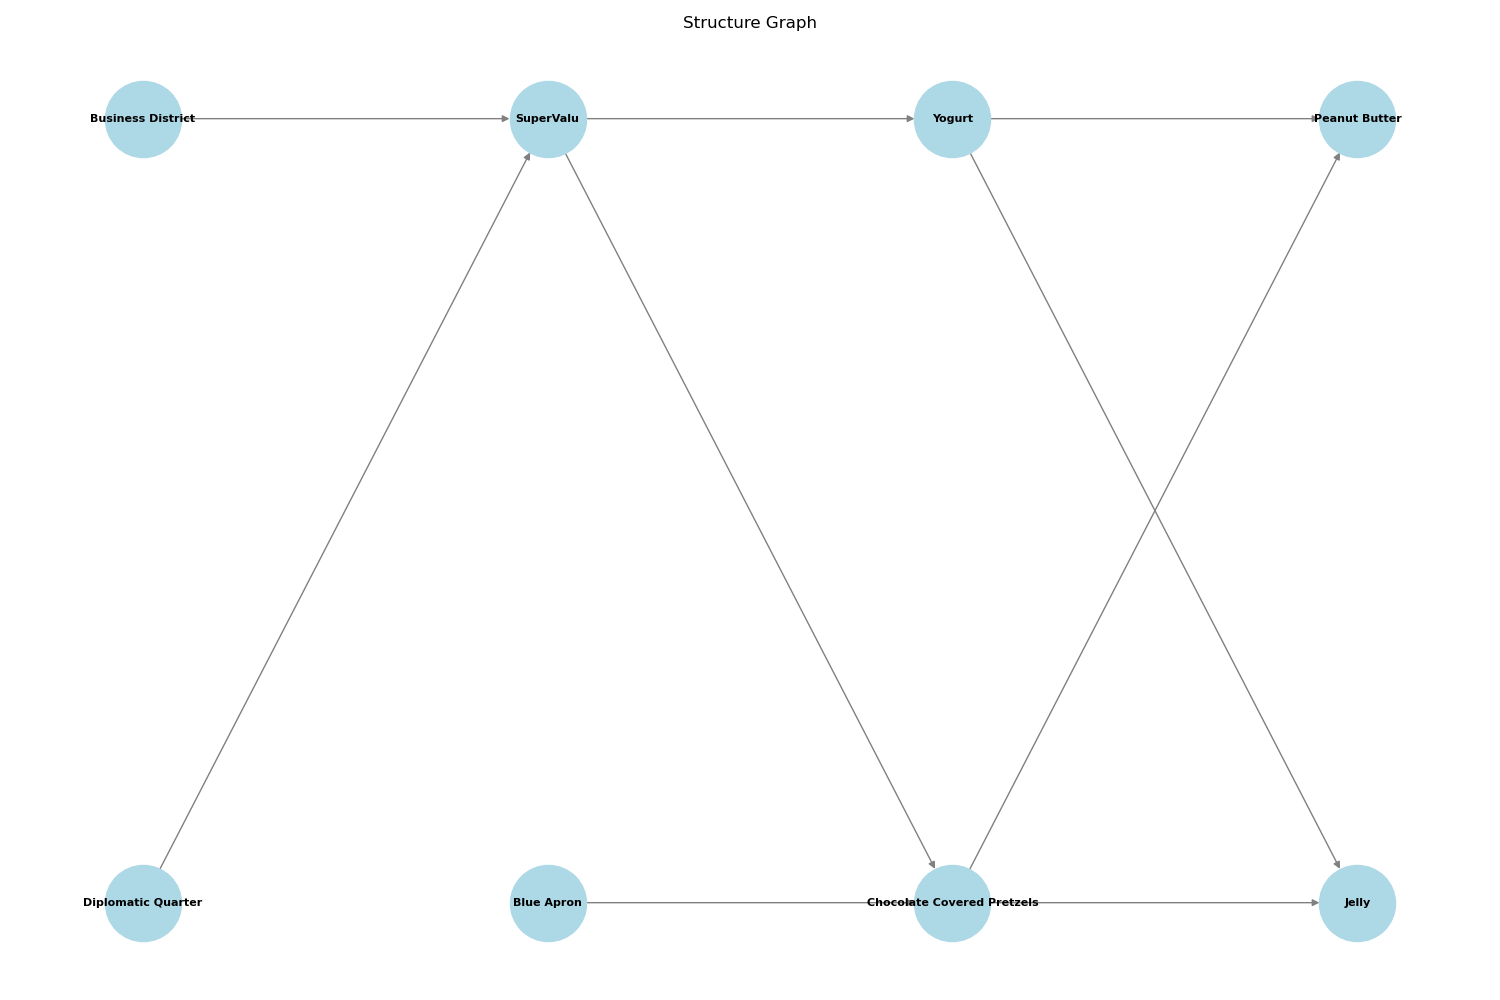 Structure Graph
Business District
SuperValu
Yogurt
Peanut Butter
Diplomatic Quarter
Blue Apron
Chocolate Covered Pretzels
Jelly